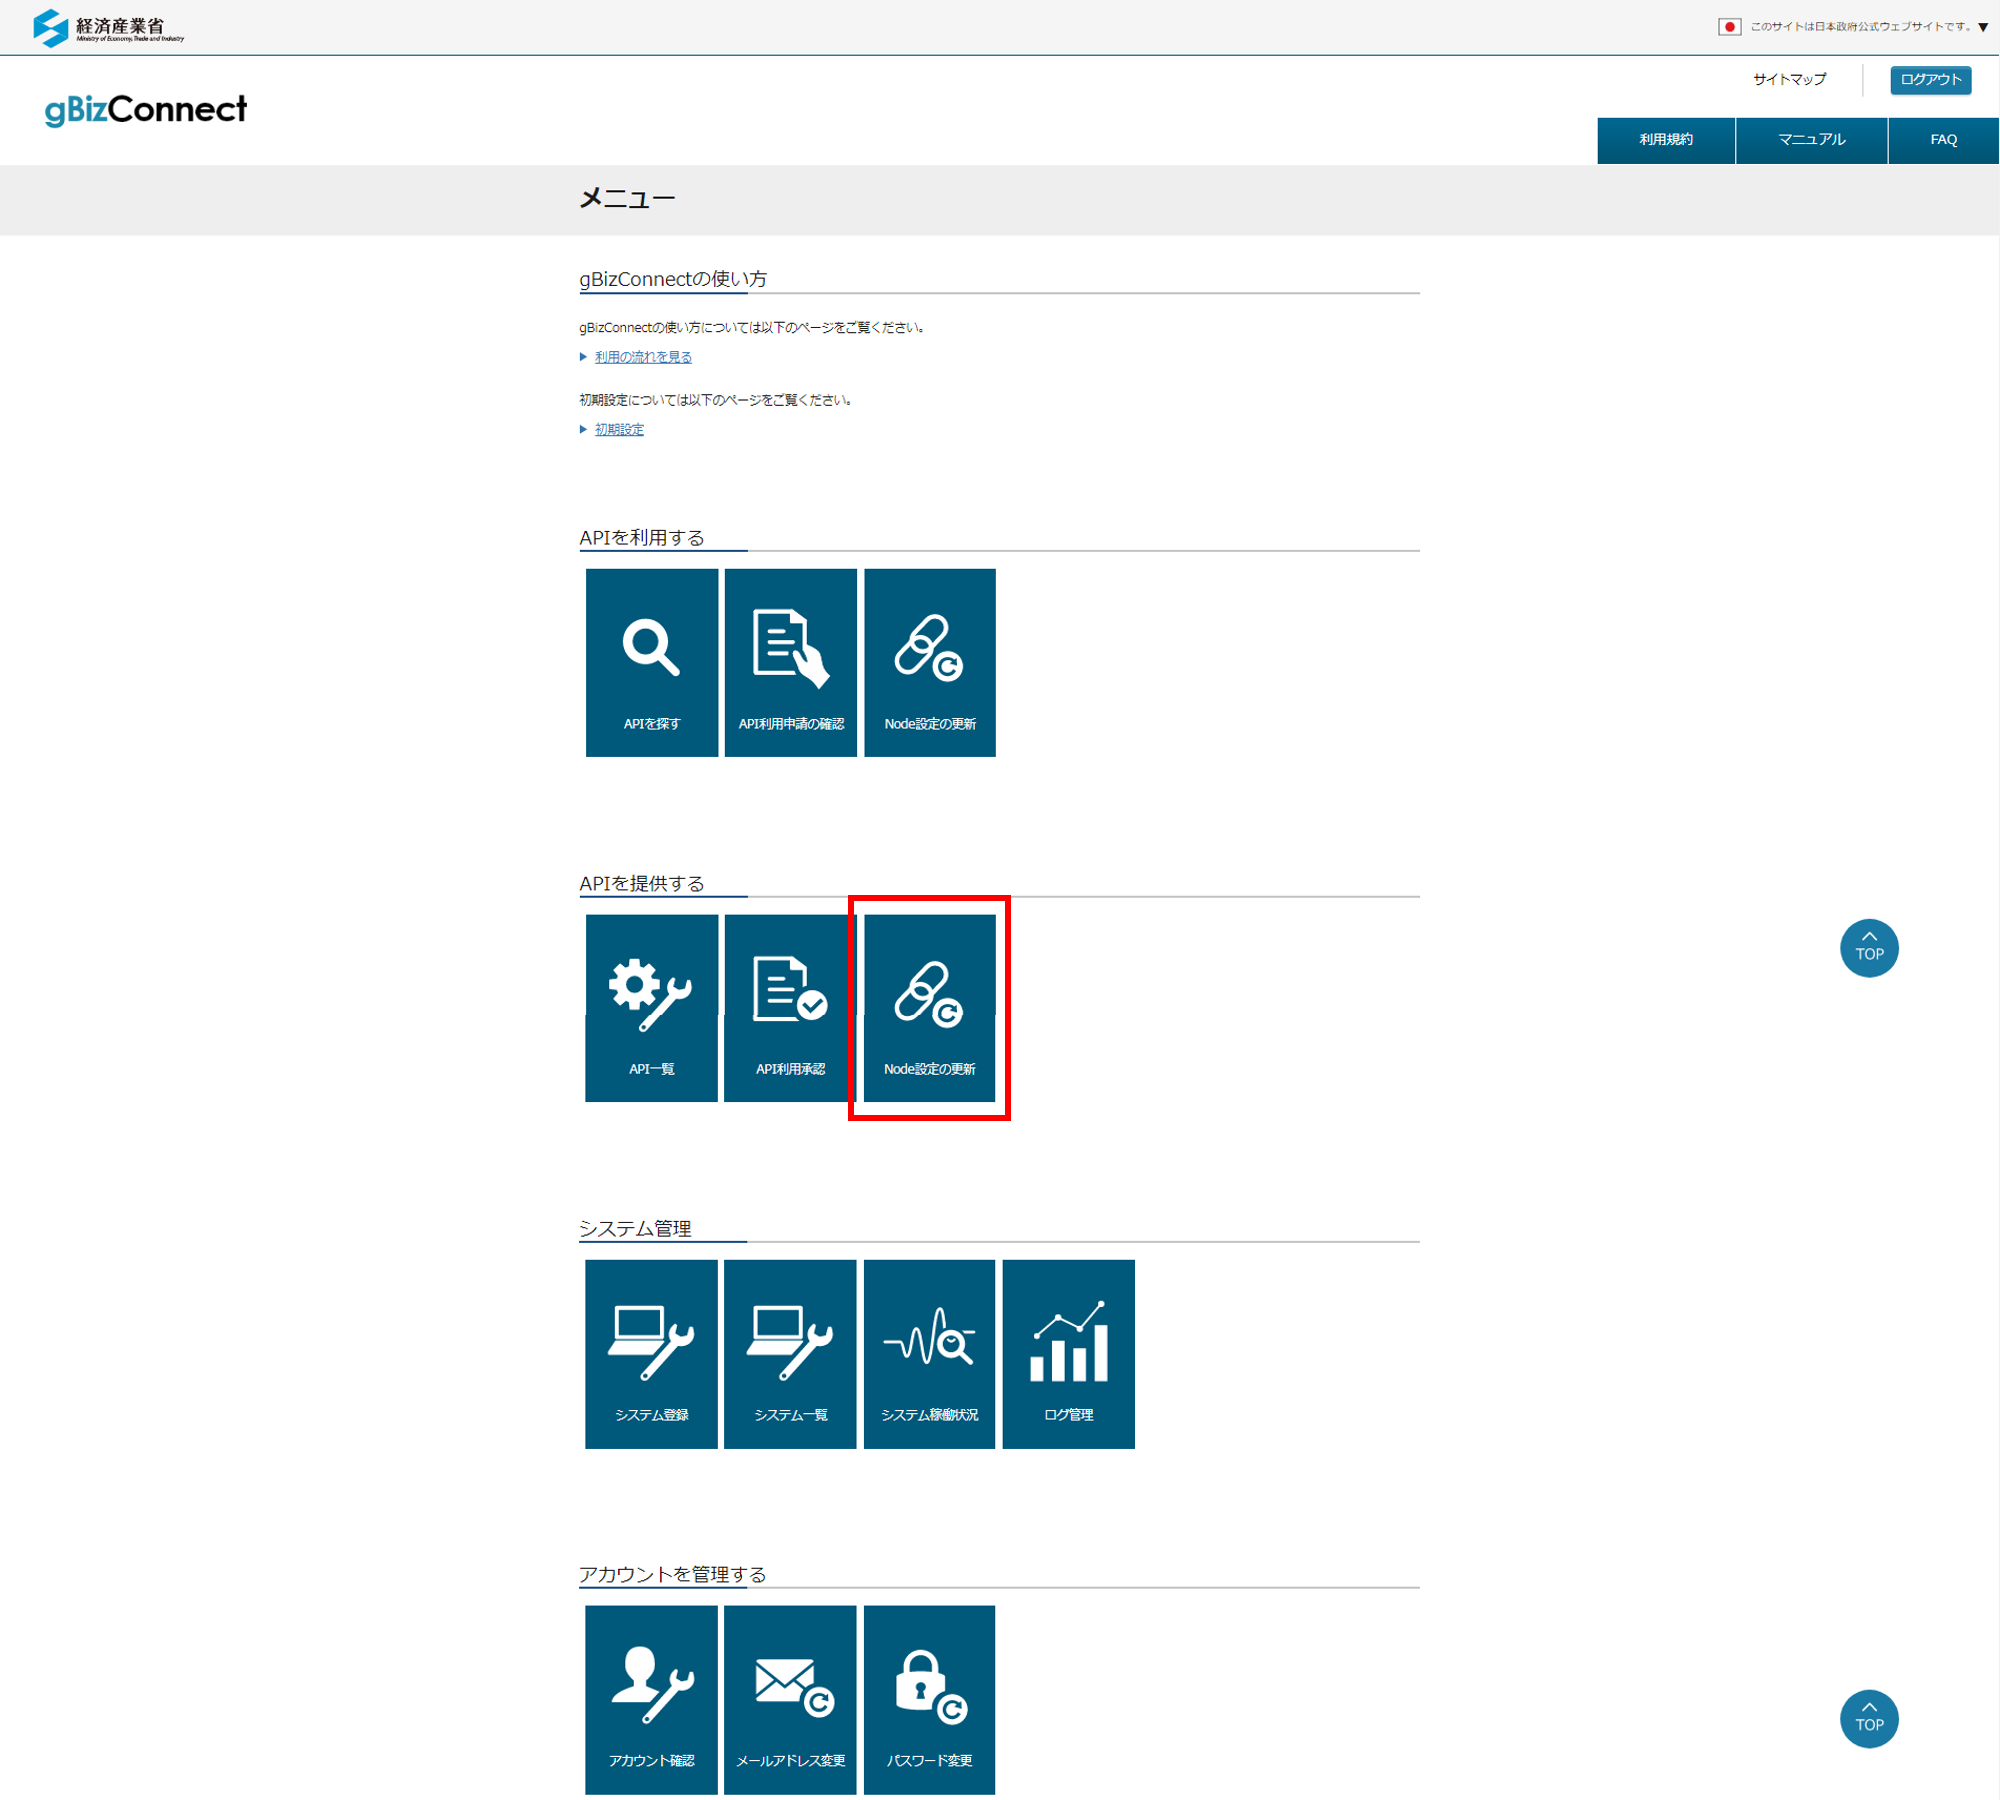 経済産業省
Ministry of Economy, Trade and Industry
このサイトは日本政府公式ウェブサイトです。▼
サイトマップ
ログアウト
gBizConnect
利用規約
マニュアル
FAQ
メニュー
gBizConnectの使い方
gBizConnectの使い方については以下のページをご覧ください。
利用の流れを見る
初期設定については以下のページをご覧ください。
初期設定
APIを利用する
APIを探す
API利用申請の確認
Node設定の更新
APIを提供する
API一覧
API利用承認
Node設定の更新
TOP
システム管理
システム登録
システム一覧
システム稼働状況
ログ管理
アカウントを管理する
アカウント確認
メールアドレス変更
パスワード変更
TOP